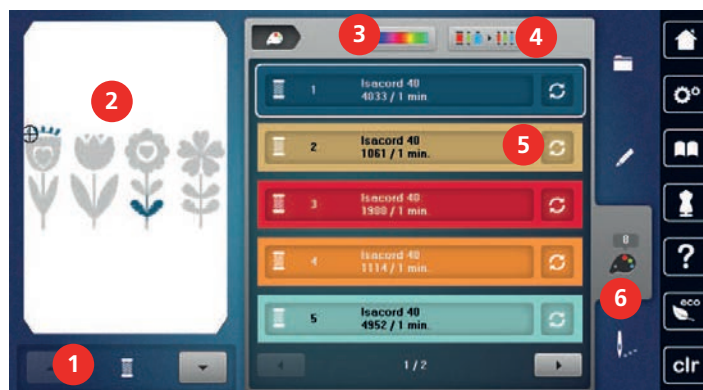 3
4
1
Isacord 40
4033 / 1 min.
2
2
Isacord 40
1061 / 1 min.
5
3
Isacord 40
1900 / 1 min.
8
4
Isacord 40
1114 / 1 min.
?
6
eco
5
Isacord 40
4952 / 1 min.
1
1 / 2
clr